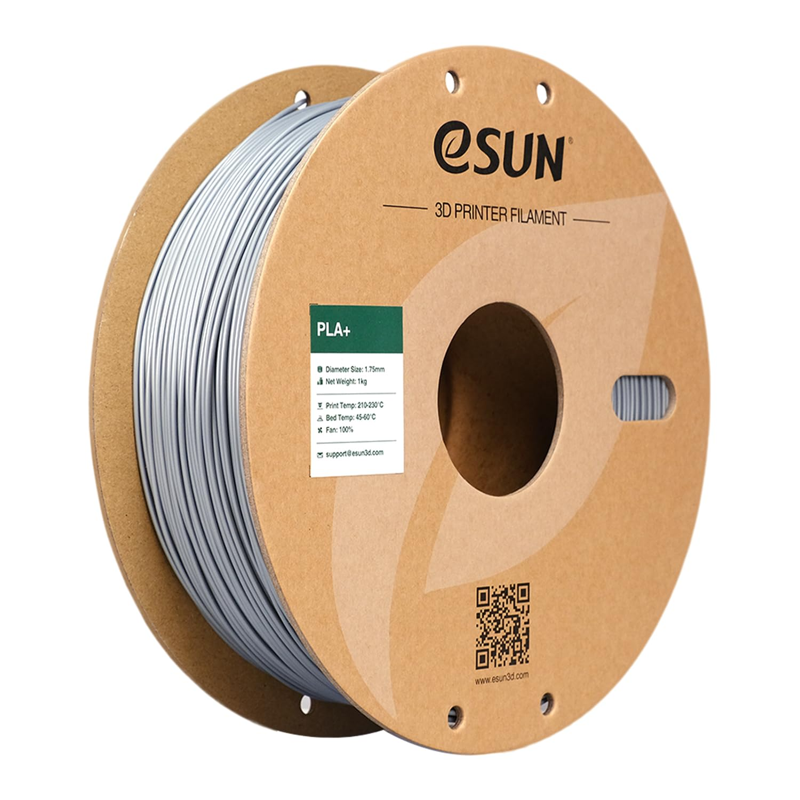 eSUN®
3D PRINTER FILAMENT
PLA+
Diameter Size: 1.75mm
Net Weight: 1kg
Print Temp: 210-230°C
Bed Temp: 45-60°C
Fan: 100%
support@esun3d.com
www.esun3d.com